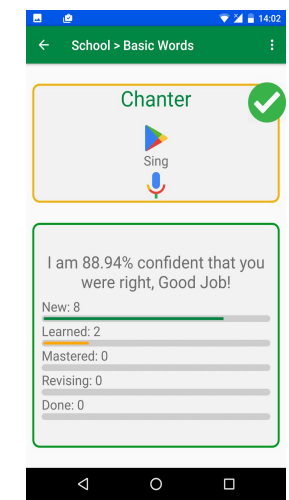 14:02
School > Basic Words
Chanter
Sing
I am 88.94% confident that you
were right, Good Job!
New: 8
Learned: 2
Mastered: 0
Revising: 0
Done: 0